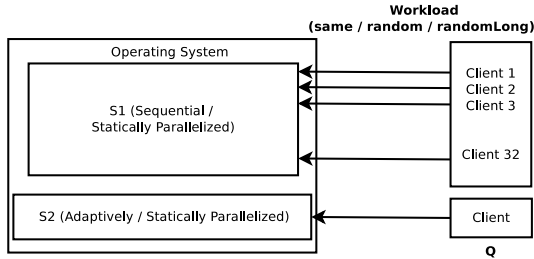 Workload
(same / random / randomLong)
Operating System
S1 (Sequential /
Statically Parallelized)
Client 1
Client 2
Client 3
Client 32
S2 (Adaptively / Statically Parallelized)
Client
Q